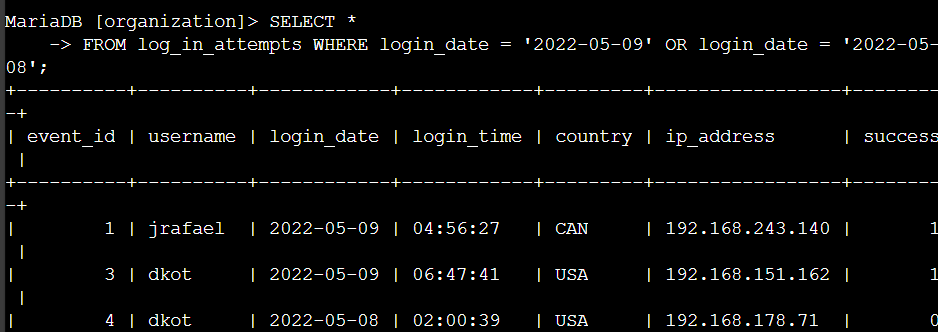 MariaDB [organization]> SELECT *
    -> FROM log_in_attempts WHERE login_date = '2022-05-09' OR login_date = '2022-05-
08';
+----------+----------+------------+------------+---------+-----------------+--------
-+
| event_id | username | login_date | login_time | country | ip_address      | success
 |
+----------+----------+------------+------------+---------+-----------------+--------
-+
|        1 | jrafael  | 2022-05-09 | 04:56:27   | CAN     | 192.168.243.140 |       1
 |
|        3 | dkot     | 2022-05-09 | 06:47:41   | USA     | 192.168.151.162 |       1
 |
|        4 | dkot     | 2022-05-08 | 02:00:39   | USA     | 192.168.178.71  |       0